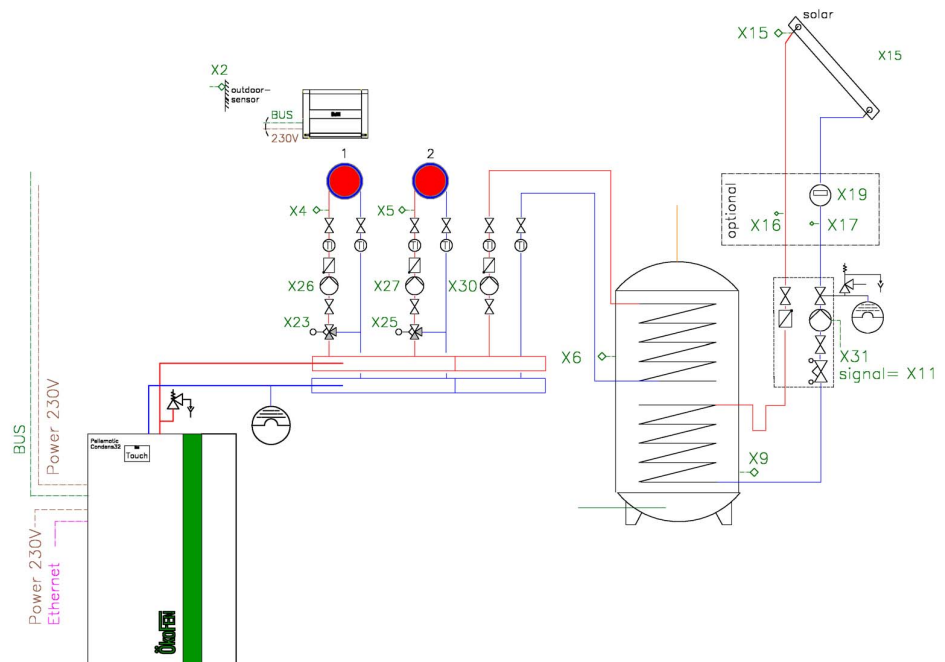 solar
X15
X15
X2
outdoor-
sensor
BUS
230V
1
2
optional
X19
X16
X17
X4
X5
X26
X27
X30
X23
X25
X6
X31
signal= X11
X9
BUS
Power 230V
Pellematic
Condens32
Touch
Power 230V
Ethernet
ÖkoFEN